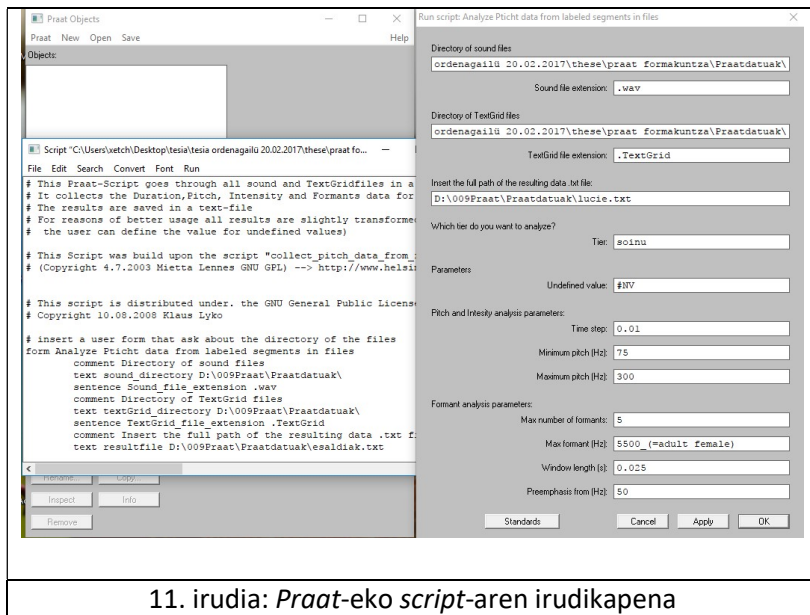 Praat Objects
Praat New Open Save Help
Objects:
Script "C:\Users\xetch\Desktop\tesia\tesia ordenagailü 20.02.2017\these\praat fo...
File Edit Search Convert Font Run
# This Praat-Script goes through all sound and TextGridfiles in a
# It collects the Duration,Pitch, Intensity and Formants data for
# The results are saved in a text-file
# For reasons of better usage all results are slightly transforme
# the user can define the value for undefined values)
# This Script was build upon the script "collect_pitch_data_from_
# (Copyright 4.7.2003 Mietta Lennes GNU GPL) --> http://www.helsi
# This script is distributed under. the GNU General Public Licens
# Copyright 10.08.2008 Klaus Lyko
# insert a user form that ask about the directory of the files
form Analyze Pticht data from labeled segments in files
comment Directory of sound files
text sound_directory D:\009Praat\Praatdatuak\
sentence Sound_file_extension .wav
comment Directory of TextGrid files
text textGrid_directory D:\009Praat\Praatdatuak\
sentence TextGrid_file_extension .TextGrid
comment Insert the full path of the resulting data .txt f
text resultfile D:\009Praat\Praatdatuak\esaldiak.txt
Rename... Copy...
Inspect Info
Remove
Run script: Analyze Pticht data from labeled segments in files
Directory of sound files
ordenagailü 20.02.2017\these\praat formakuntza\Praatdatuak\
Sound file extension: .wav
Directory of TextGrid files
ordenagailü 20.02.2017\these\praat formakuntza\Praatdatuak\
TextGrid file extension: .TextGrid
Insert the full path of the resulting data .txt file:
D:\009Praat\Praatdatuak\lucie.txt
Which tier do you want to analyze?
Tier: soinu
Parameters
Undefined value: #NV
Pitch and Intesity analysis parameters:
Time step: 0.01
Minimum pitch (Hz): 75
Maximum pitch (Hz): 300
Formant analysis parameters:
Max number of formants: 5
Max formant (Hz): 5500_(=adult female)
Window length (s): 0.025
Preemphasis from (Hz): 50
Standards Cancel Apply OK
11. irudia: Praat-eko script-aren irudikapena